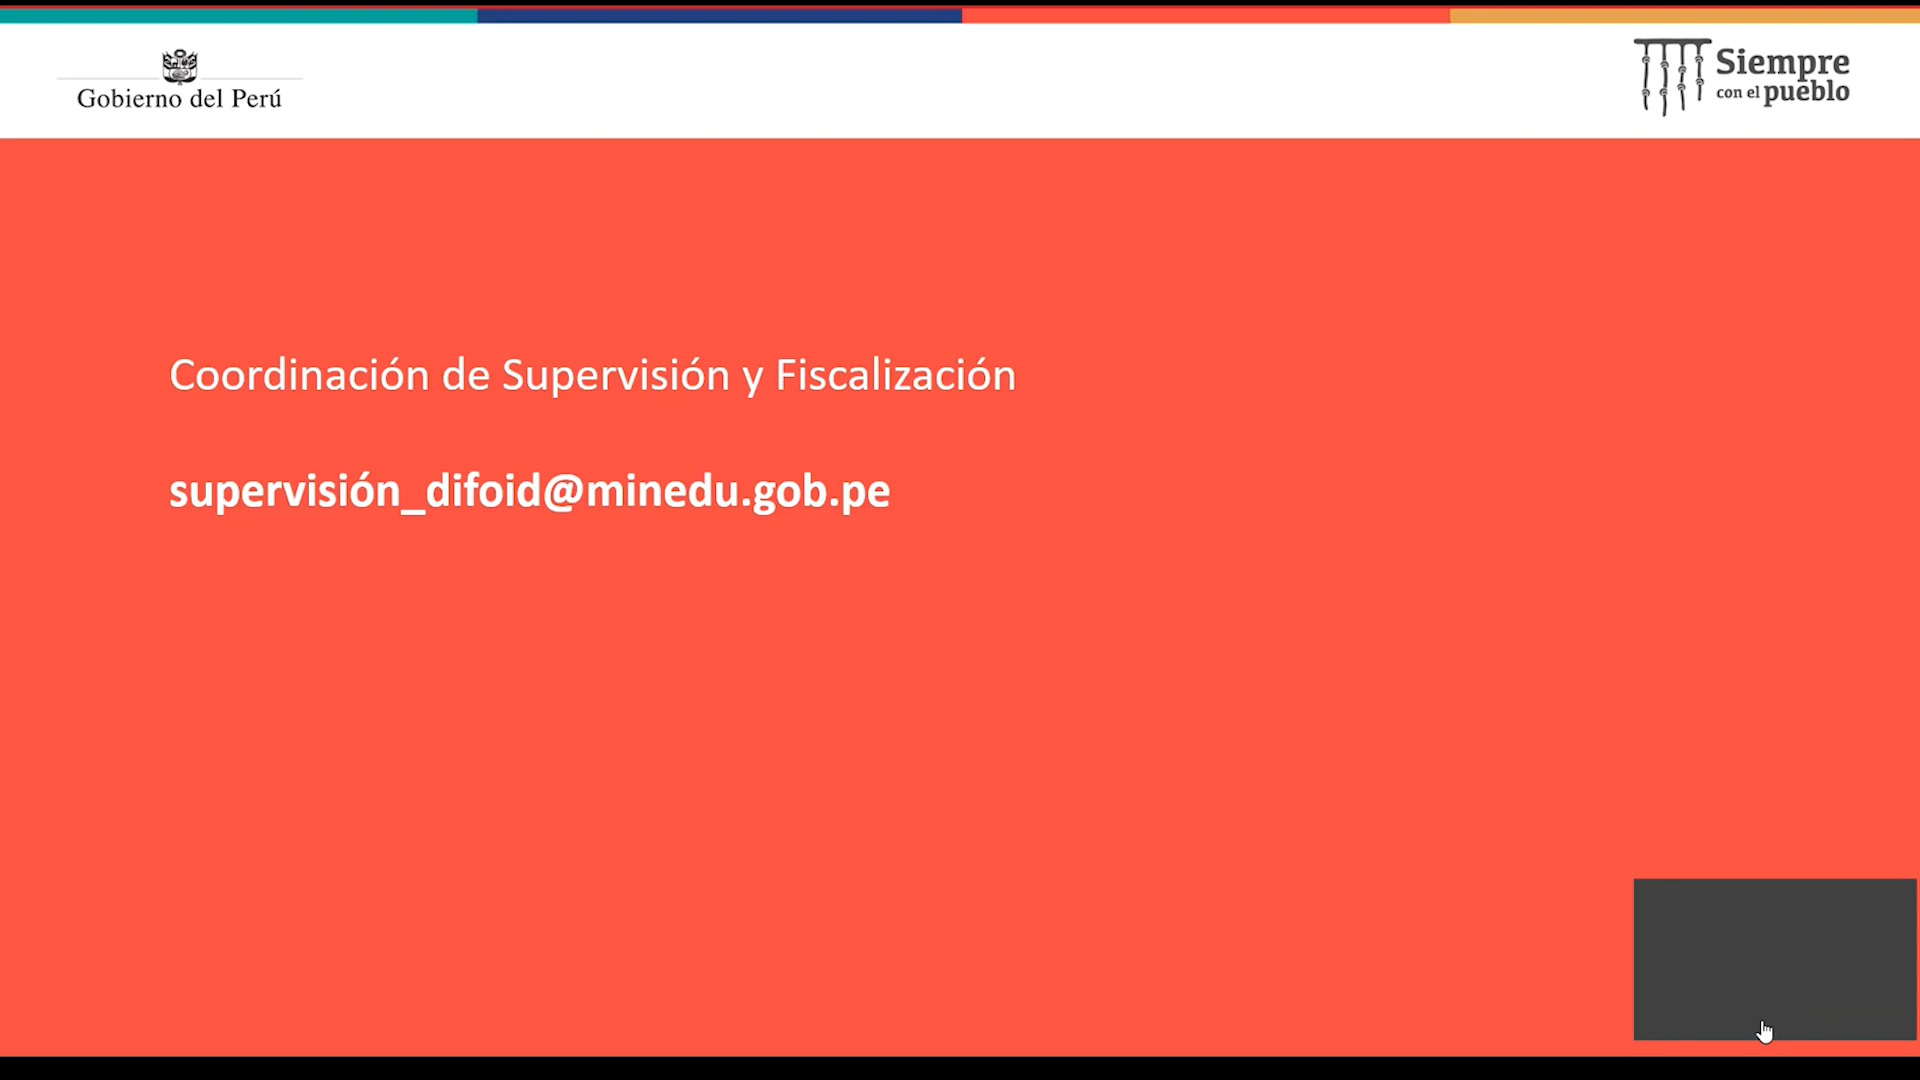 Gobierno del Perú
Siempre
con el pueblo
Coordinación de Supervisión y Fiscalización
supervisión_difoid@minedu.gob.pe